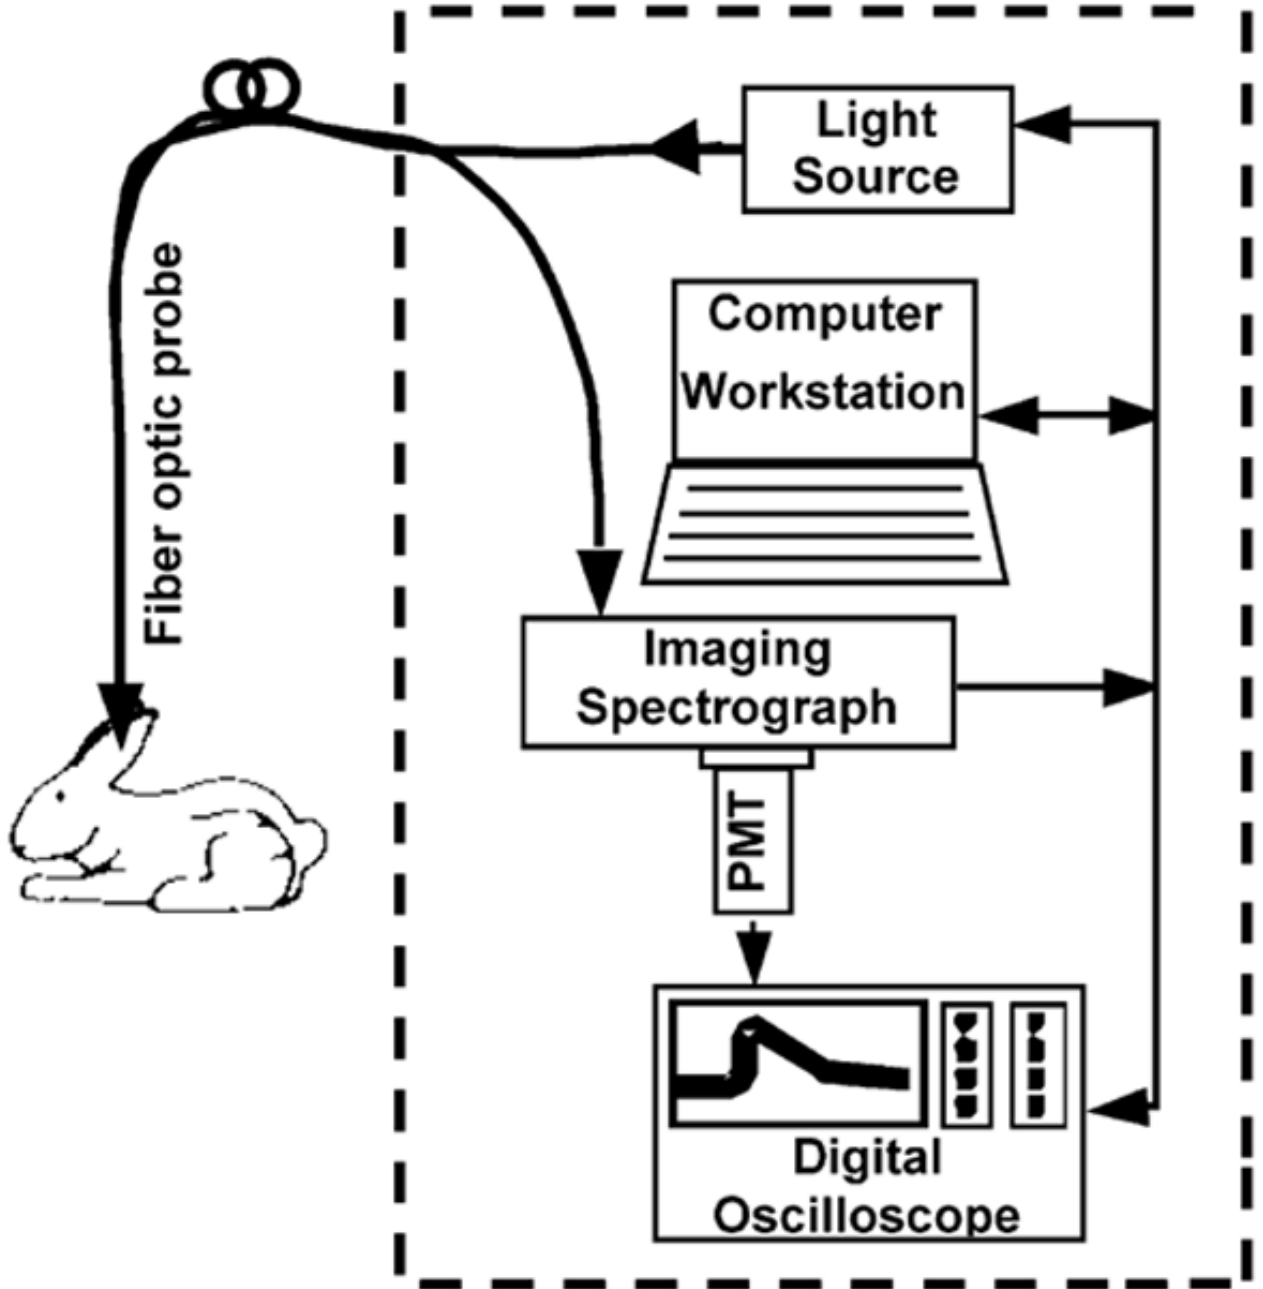 Light
Source
Fiber optic probe
Computer
Workstation
Imaging
Spectrograph
PMT
Digital
Oscilloscope